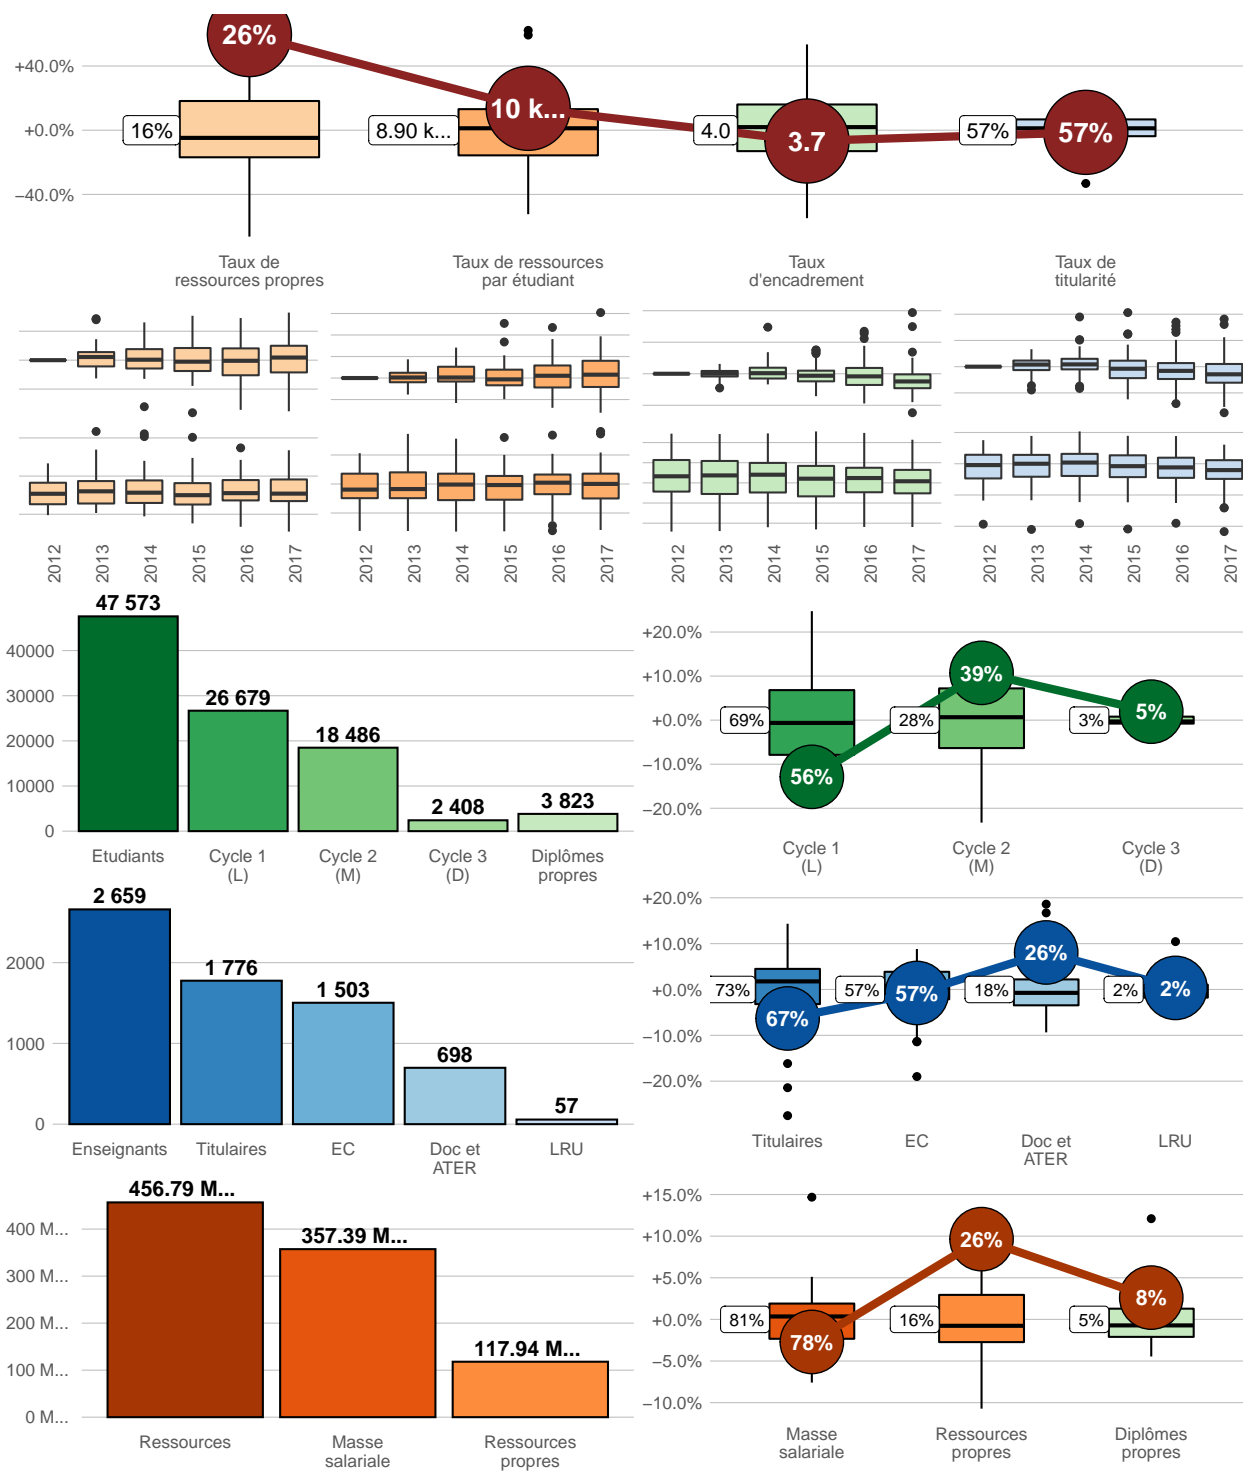 26%
+40.0%
16%
8.90 k...
10 k...
4.0
3.7
57%
57%
+0.0%
−40.0%
Taux de
ressources propres
Taux de ressources
par étudiant
Taux
d'encadrement
Taux de
titularité
2012 2013 2014 2015 2016 2017
2012 2013 2014 2015 2016 2017
2012 2013 2014 2015 2016 2017
2012 2013 2014 2015 2016 2017
47 573
26 679
18 486
2 408
3 823
40000
30000
20000
10000
0
Etudiants
Cycle 1
(L)
Cycle 2
(M)
Cycle 3
(D)
Diplômes
propres
+20.0%
+10.0%
+0.0%
−10.0%
−20.0%
69%
56%
28%
39%
3%
5%
Cycle 1
(L)
Cycle 2
(M)
Cycle 3
(D)
2 659
1 776
1 503
698
57
2000
1000
0
Enseignants
Titulaires
EC
Doc et
ATER
LRU
+20.0%
+10.0%
+0.0%
−10.0%
−20.0%
73%
67%
57%
57%
18%
26%
2%
2%
Titulaires
EC
Doc et
ATER
LRU
456.79 M...
357.39 M...
117.94 M...
400 M...
300 M...
200 M...
100 M...
0 M...
Ressources
Masse
salariale
Ressources
propres
+15.0%
+10.0%
+5.0%
+0.0%
−5.0%
−10.0%
81%
78%
16%
26%
5%
8%
Masse
salariale
Ressources
propres
Diplômes
propres